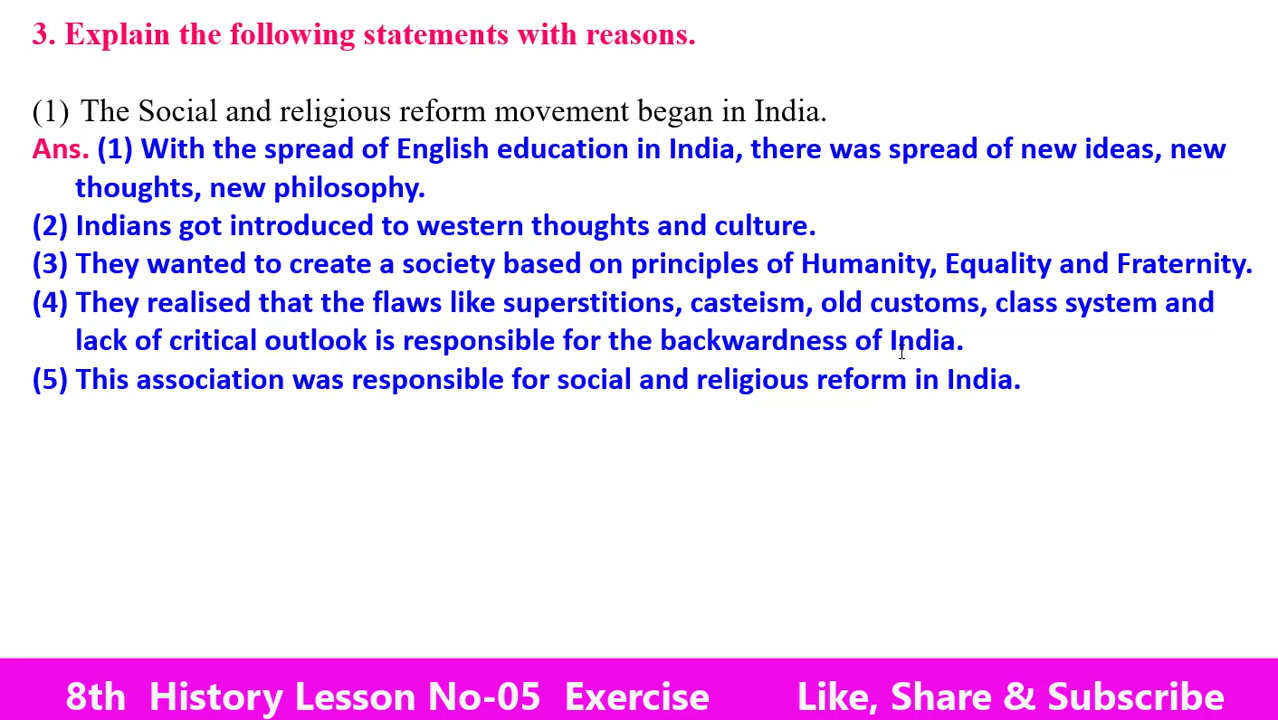 3. Explain the following statements with reasons.
(1) The Social and religious reform movement began in India.
Ans. (1) With the spread of English education in India, there was spread of new ideas, new
thoughts, new philosophy.
(2) Indians got introduced to western thoughts and culture.
(3) They wanted to create a society based on principles of Humanity, Equality and Fraternity.
(4) They realised that the flaws like superstitions, casteism, old customs, class system and
lack of critical outlook is responsible for the backwardness of India.
(5) This association was responsible for social and religious reform in India.
8th History Lesson No-05 Exercise Like, Share & Subscribe